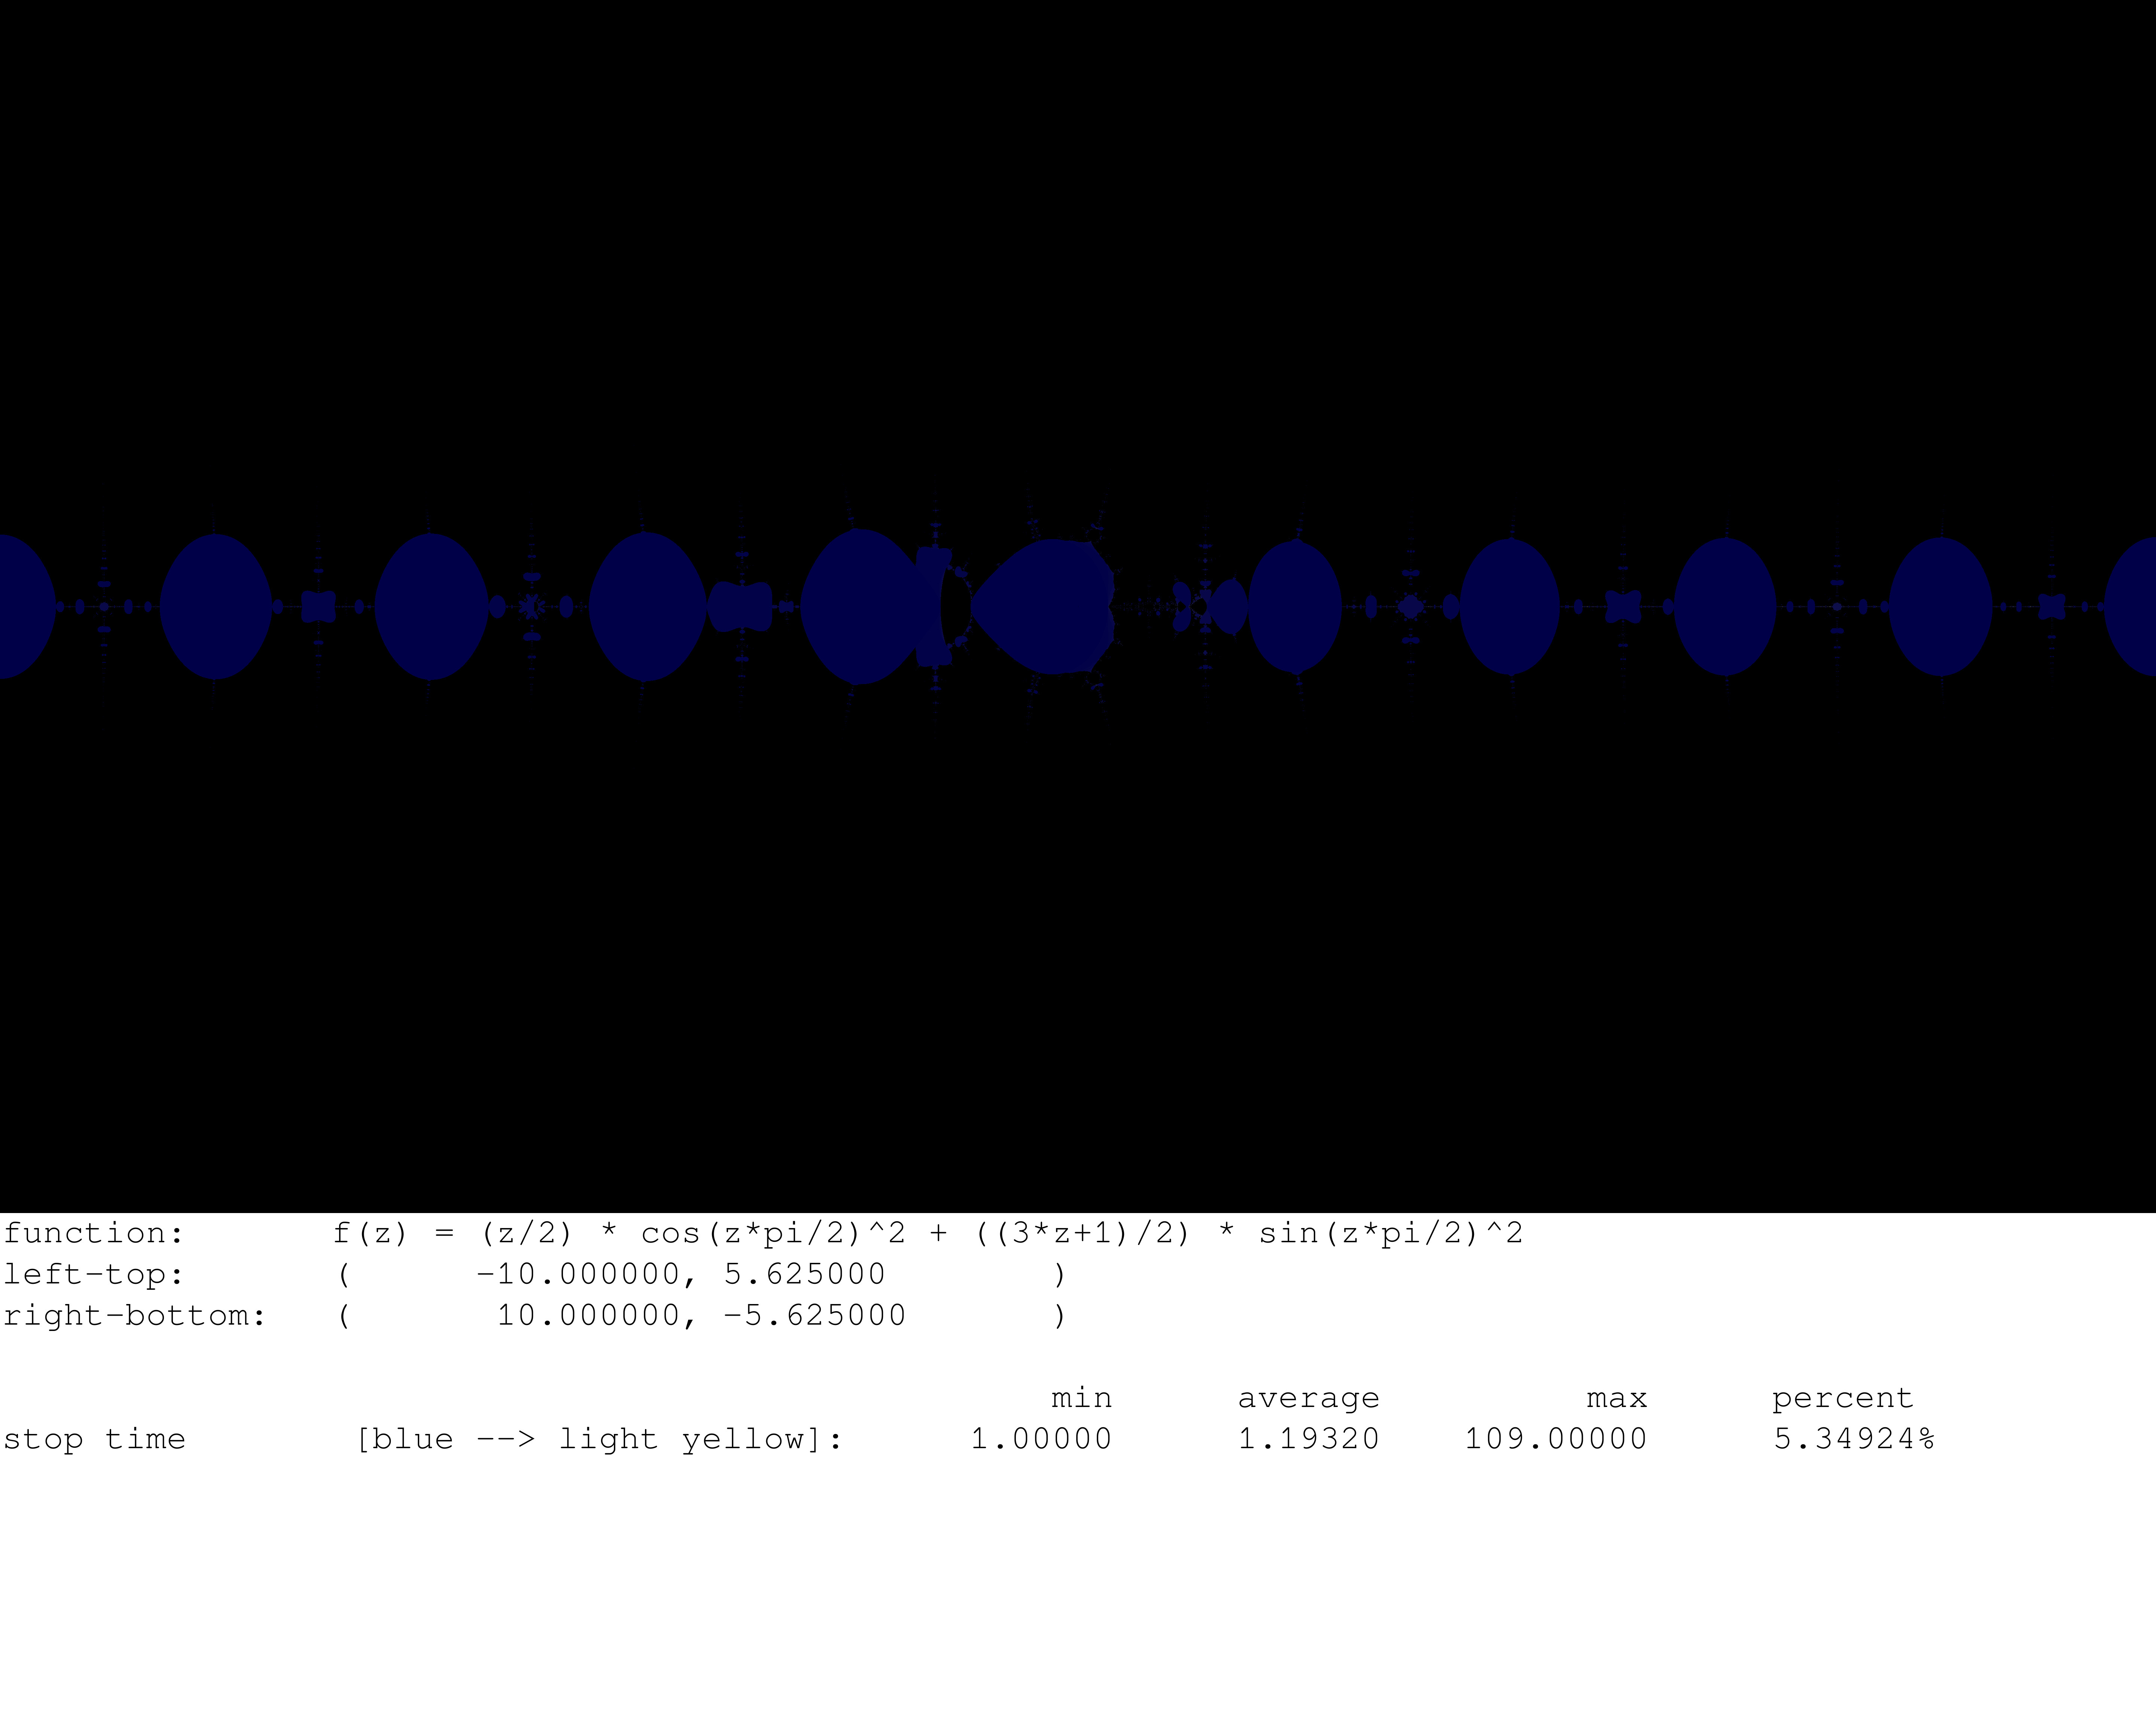 function: f(z) = (z/2) * cos(z*pi/2)^2 + ((3*z+1)/2) * sin(z*pi/2)^2
left-top: ( -10.000000, 5.625000 )
right-bottom: ( 10.000000, -5.625000 )
min average max percent
stop time [blue --> light yellow]: 1.00000 1.19320 109.00000 5.34924%